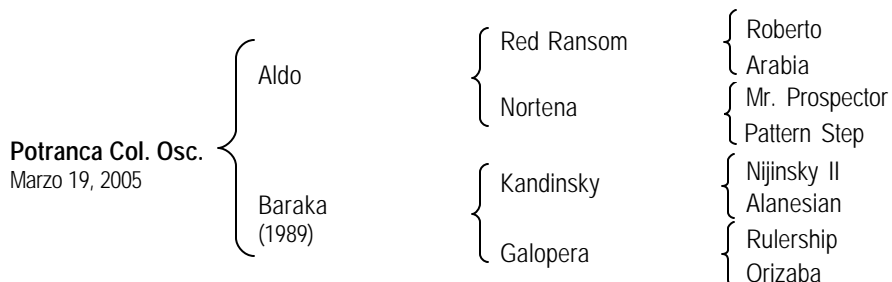 Potranca Col. Osc.
Marzo 19, 2005
Aldo
Baraka
(1989)
Red Ransom
Nortena
Kandinsky
Galopera
Roberto
Arabia
Mr. Prospector
Pattern Step
Nijinsky II
Alanesian
Rulership
Orizaba